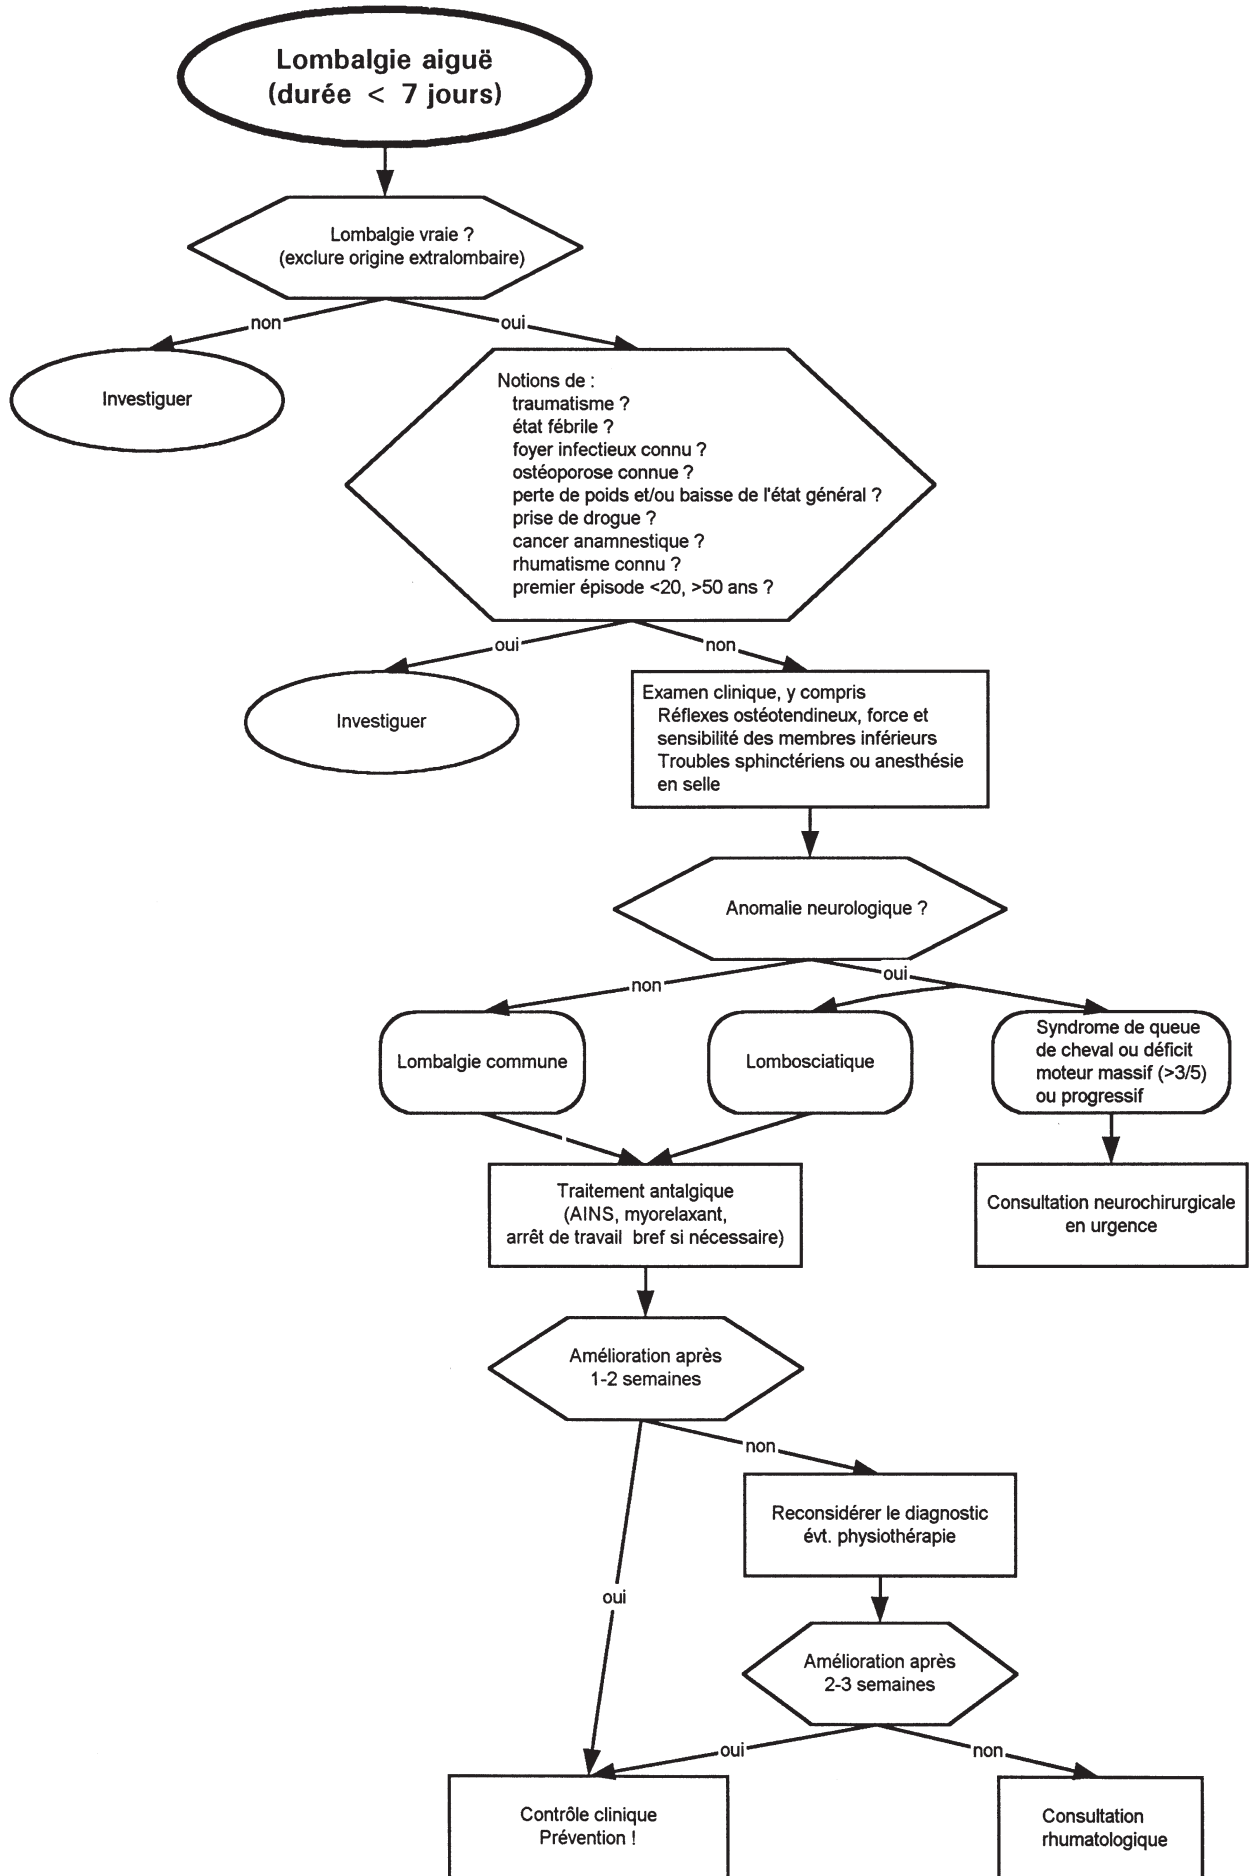 Lombalgie aiguë
(durée < 7 jours)
Lombalgie vraie ?
(exclure origine extralombaire)
non
oui
Investiguer
Notions de :
traumatisme ?
état fébrile ?
foyer infectieux connu ?
ostéoporose connue ?
perte de poids et/ou baisse de l'état général ?
prise de drogue ?
cancer anamnestique ?
rhumatisme connu ?
premier épisode <20, >50 ans ?
oui
non
Investiguer
Examen clinique, y compris
Réflexes ostéotendineux, force et
sensibilité des membres inférieurs
Troubles sphinctériens ou anesthésie
en selle
Anomalie neurologique ?
non
oui
Lombalgie commune
Lombosciatique
Syndrome de queue
de cheval ou déficit
moteur massif (>3/5)
ou progressif
Traitement antalgique
(AINS, myorelaxant,
arrêt de travail bref si nécessaire)
Consultation neurochirurgicale
en urgence
Amélioration après
1-2 semaines
non
Reconsidérer le diagnostic
évt. physiothérapie
oui
Amélioration après
2-3 semaines
oui
non
Contrôle clinique
Prévention !
Consultation
rhumatologique